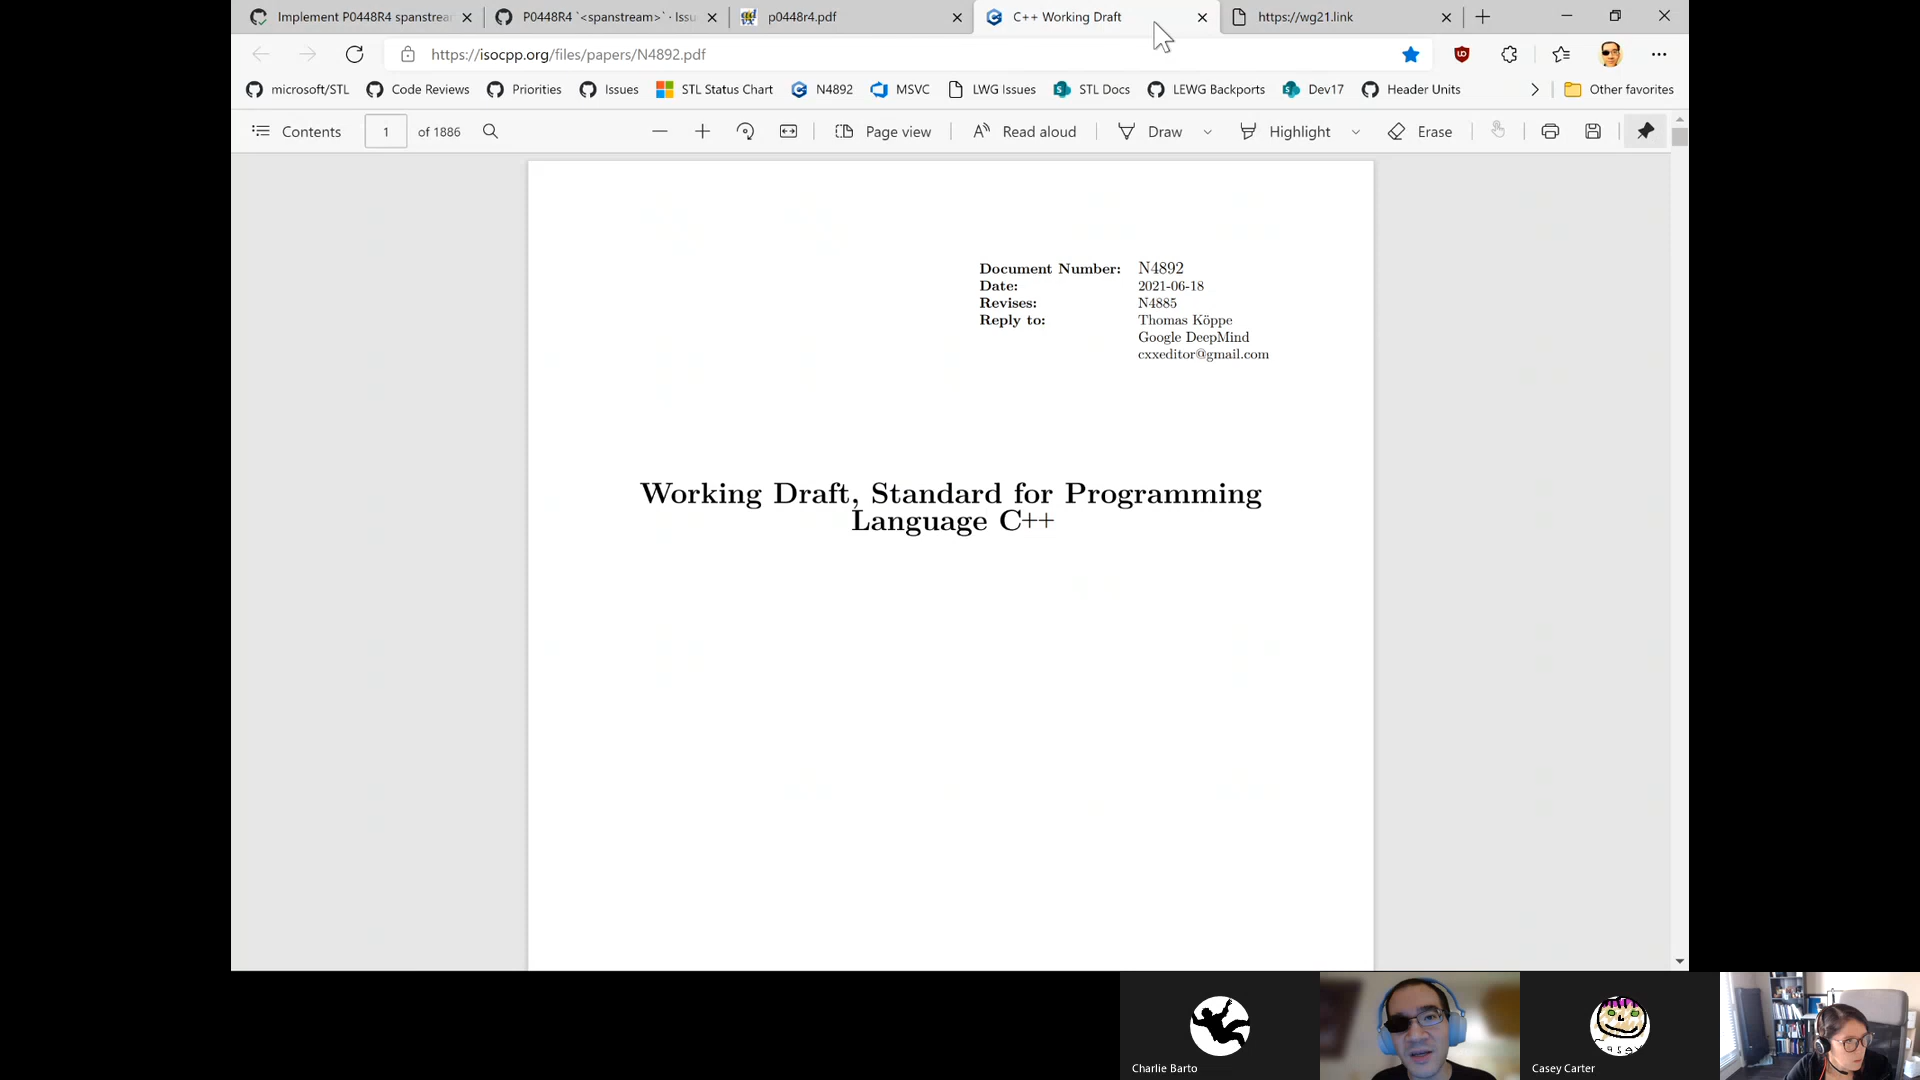 Implement P0448R4 spanstrea
P0448R4 `<spanstream>` · Issu
p0448r4.pdf
C++ Working Draft
https://wg21.link
https://isocpp.org/files/papers/N4892.pdf
microsoft/STL
Code Reviews
Priorities
Issues
STL Status Chart
N4892
MSVC
LWG Issues
STL Docs
LEWG Backports
Dev17
Header Units
Other favorites
Contents
1
of 1886
Page view
Read aloud
Draw
Highlight
Erase
Document Number: N4892
Date: 2021-06-18
Revises: N4885
Reply to: Thomas Köppe
Google DeepMind
cxxeditor@gmail.com
Working Draft, Standard for Programming
Language C++
Charlie Barto
Casey Carter